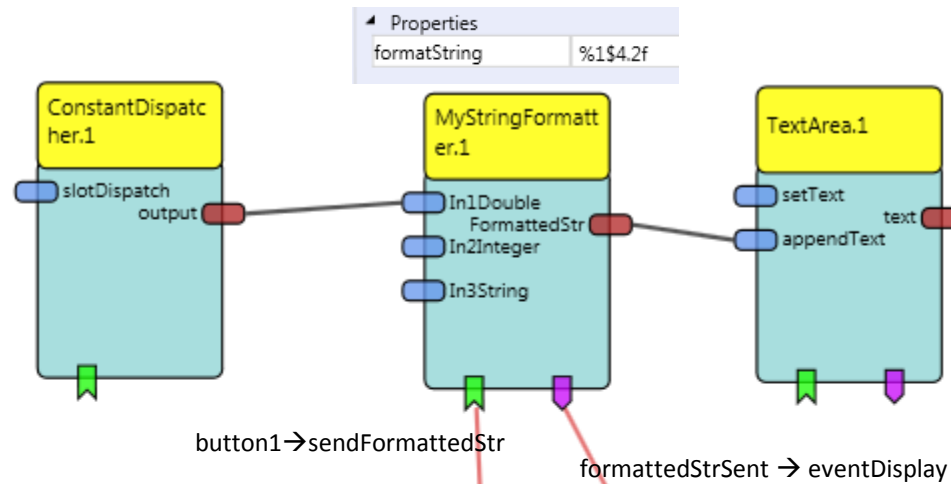 Properties
formatString %1$4.2f
ConstantDispatc
her.1
slotDispatch
output
MyStringFormatt
er.1
In1Double
FormattedStr
In2Integer
In3String
TextArea.1
setText
text
appendText
button1→sendFormattedStr
formattedStrSent → eventDisplay